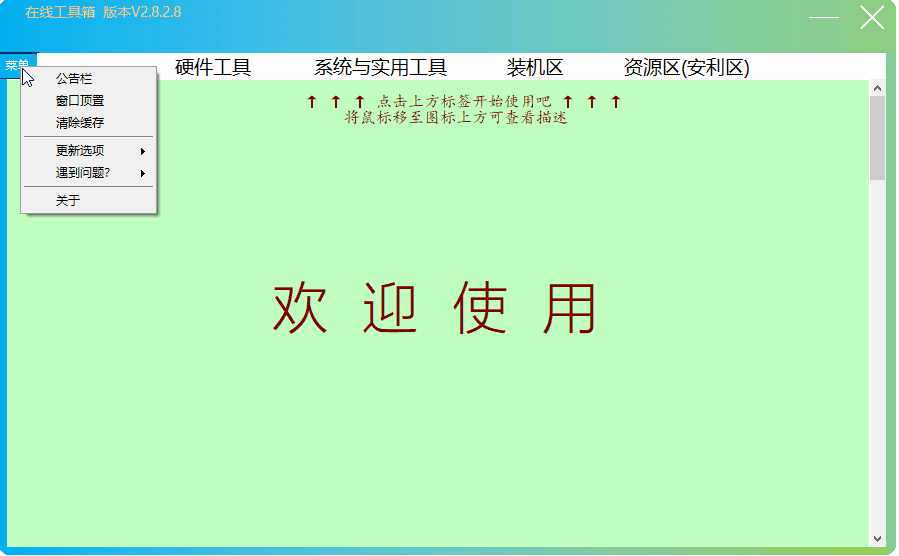 在线工具箱 版本V2.8.2.8
菜单
硬件工具 系统与实用工具 装机区 资源区(安利区)
公告栏
窗口顶置
清除缓存
更新选项
遇到问题?
关于
↑ ↑ ↑ 点击上方标签开始使用吧 ↑ ↑ ↑
将鼠标移至图标上方可查看描述
欢 迎 使 用